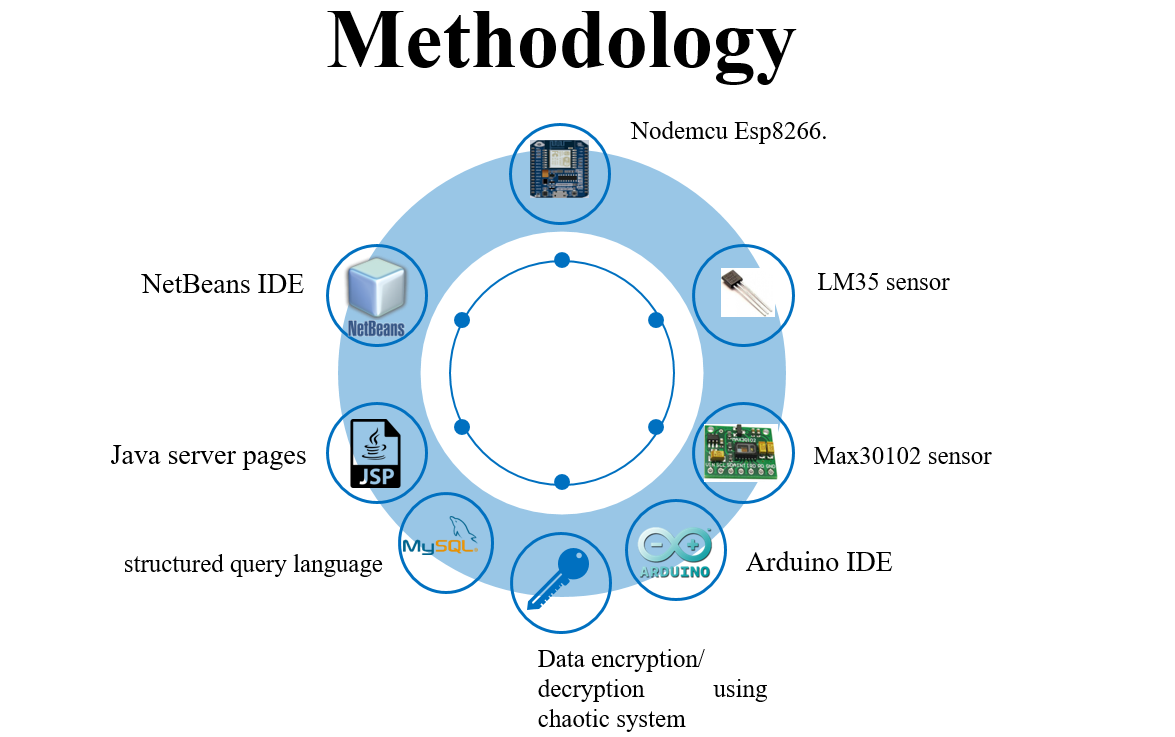 Methodology
Nodemcu Esp8266.
NetBeans IDE
NetBeans
LM35 sensor
Java server pages
JSP
Max30102 sensor
MySQL
structured query language
ARDUINO
Arduino IDE
Data encryption/
decryption using
chaotic system